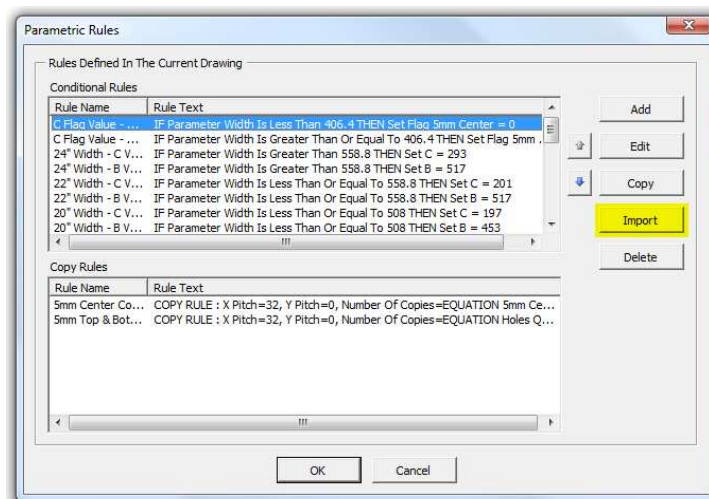 Parametric Rules
Rules Defined In The Current Drawing
Conditional Rules
Rule Name Rule Text
C Flag Value - ... IF Parameter Width Is Less Than 406.4 THEN Set Flag 5mm Center = 0
C Flag Value - ... IF Parameter Width Is Greater Than Or Equal To 406.4 THEN Set Flag 5mm ...
24" Width - C V... IF Parameter Width Is Greater Than 558.8 THEN Set C = 293
24" Width - B V... IF Parameter Width Is Greater Than 558.8 THEN Set B = 517
22" Width - C V... IF Parameter Width Is Less Than Or Equal To 558.8 THEN Set C = 201
22" Width - B V... IF Parameter Width Is Less Than Or Equal To 558.8 THEN Set B = 517
20" Width - C V... IF Parameter Width Is Less Than Or Equal To 508 THEN Set C = 197
20" Width - B V... IF Parameter Width Is Less Than Or Equal To 508 THEN Set B = 453
Add
Edit
Copy
Import
Delete
Copy Rules
Rule Name Rule Text
5mm Center Co... COPY RULE : X Pitch=32, Y Pitch=0, Number Of Copies=EQUATION 5mm Ce...
5mm Top & Bot... COPY RULE : X Pitch=32, Y Pitch=0, Number Of Copies=EQUATION Holes Q...
OK Cancel